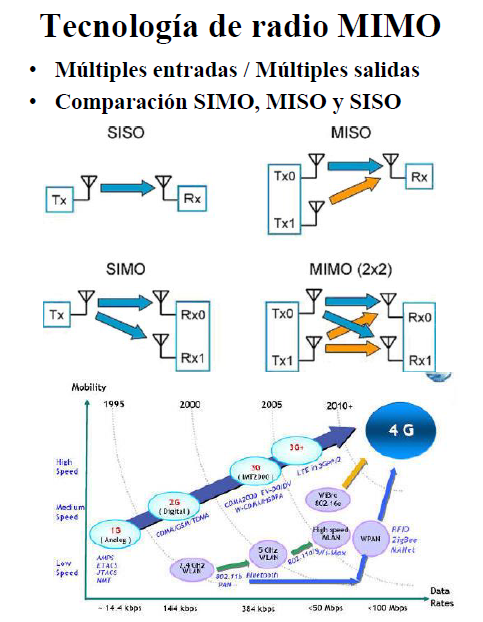 Tecnología de radio MIMO
• Múltiples entradas / Múltiples salidas
• Comparación SIMO, MISO y SISO
SISO
MISO
Tx
Rx
Tx0
Tx1
Rx
SIMO
MIMO (2x2)
Tx
Rx0
Rx1
Tx0
Tx1
Rx0
Rx1
Mobility
1995
2000
2005
2010+
4 G
High
Speed
Medium
Speed
Low
Speed
3G+
3G
( IMT2000 )
2G
( Digital )
1G
( Analog )
CDMA/GSM/TDMA
AMPS
ETACS
JTACS
NMT
WiBro
802.16e
High speed
WLAN
WPAN
RFID
ZigBee
5 GHz
WLAN
2,4 GHz
WLAN
802.11b
PAN
Bluetooth
Data
Rates
~ 14.4 kbps
144 kbps
384 kbps
<50 Mbps
<100 Mbps